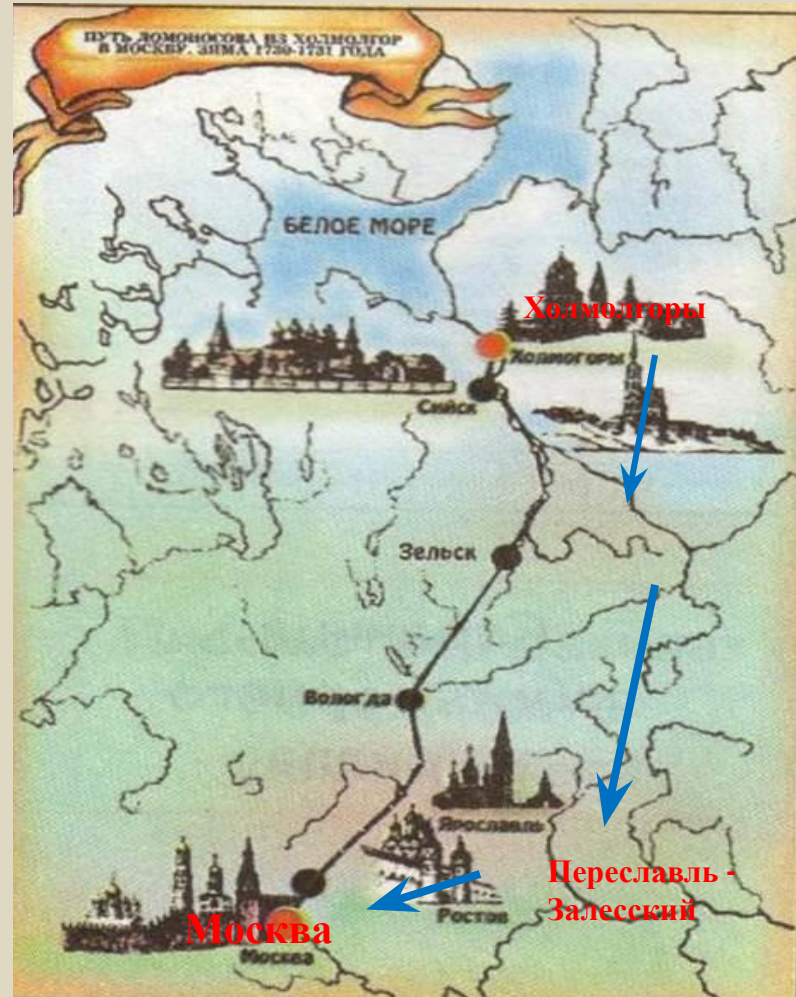 ПУТЬ ЛОМОНОСОВА ИЗ ХОЛМОЛГОР
В МОСКВУ. ЗИМА 1730-1731 ГОДА
БЕЛОЕ МОРЕ
Холмолгоры
Холмогоры
Сийск
Зельск
Вологда
Ярославль
Переславль -
Залесский
Ростов
Москва
Москва